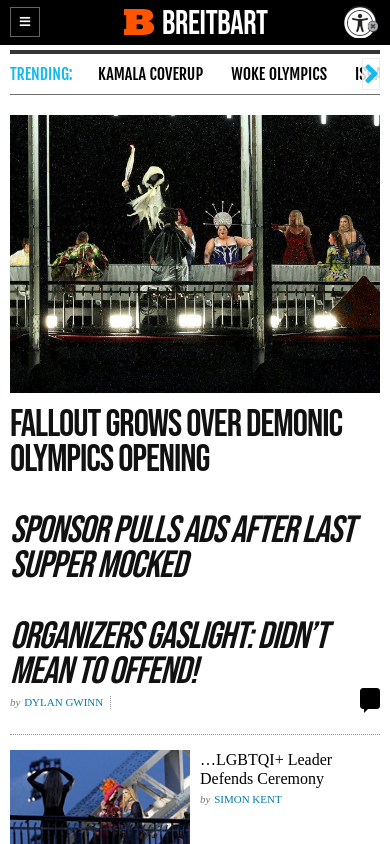 BREITBART
TRENDING: KAMALA COVERUP WOKE OLYMPICS
FALLOUT GROWS OVER DEMONIC
OLYMPICS OPENING
SPONSOR PULLS ADS AFTER LAST
SUPPER MOCKED
ORGANIZERS GASLIGHT: DIDN’T
MEAN TO OFFEND!
by DYLAN GWINN
…LGBTQI+ Leader
Defends Ceremony
by SIMON KENT